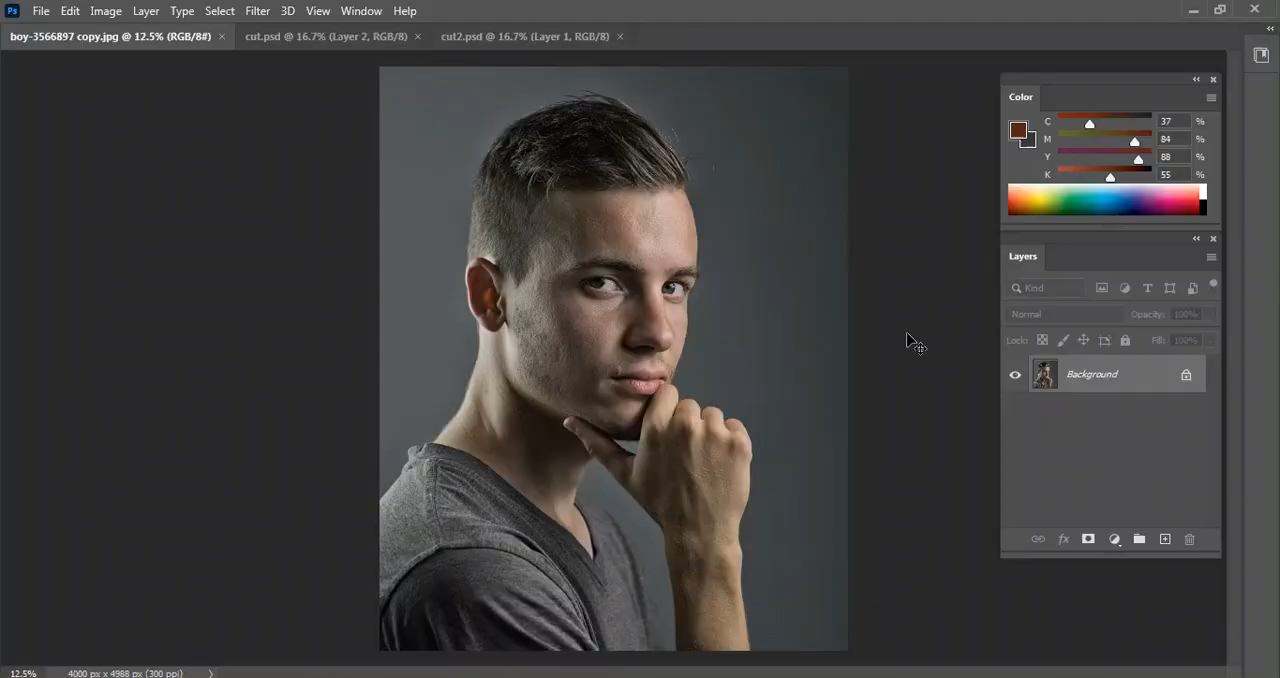 Ps File Edit Image Layer Type Select Filter 3D View Window Help
boy-3566897 copy.jpg @ 12.5% (RGB/8#) × cut.psd @ 16.7% (Layer 2, RGB/8) × cut2.psd @ 16.7% (Layer 1, RGB/8) ×
Color
C 37 %
M 84 %
Y 88 %
K 55 %
Layers
Kind
Normal Opacity: 100%
Lock: Fill: 100%
Background
fx
12.5% 4000 px x 4988 px (300 ppi)